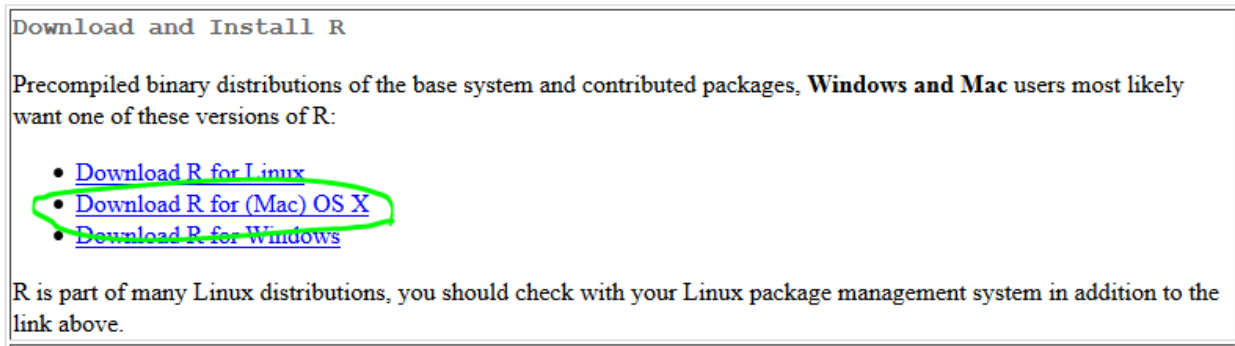 Download and Install R
Precompiled binary distributions of the base system and contributed packages, Windows and Mac users most likely
want one of these versions of R:
Download R for Linux
Download R for (Mac) OS X
Download R for Windows
R is part of many Linux distributions, you should check with your Linux package management system in addition to the
link above.